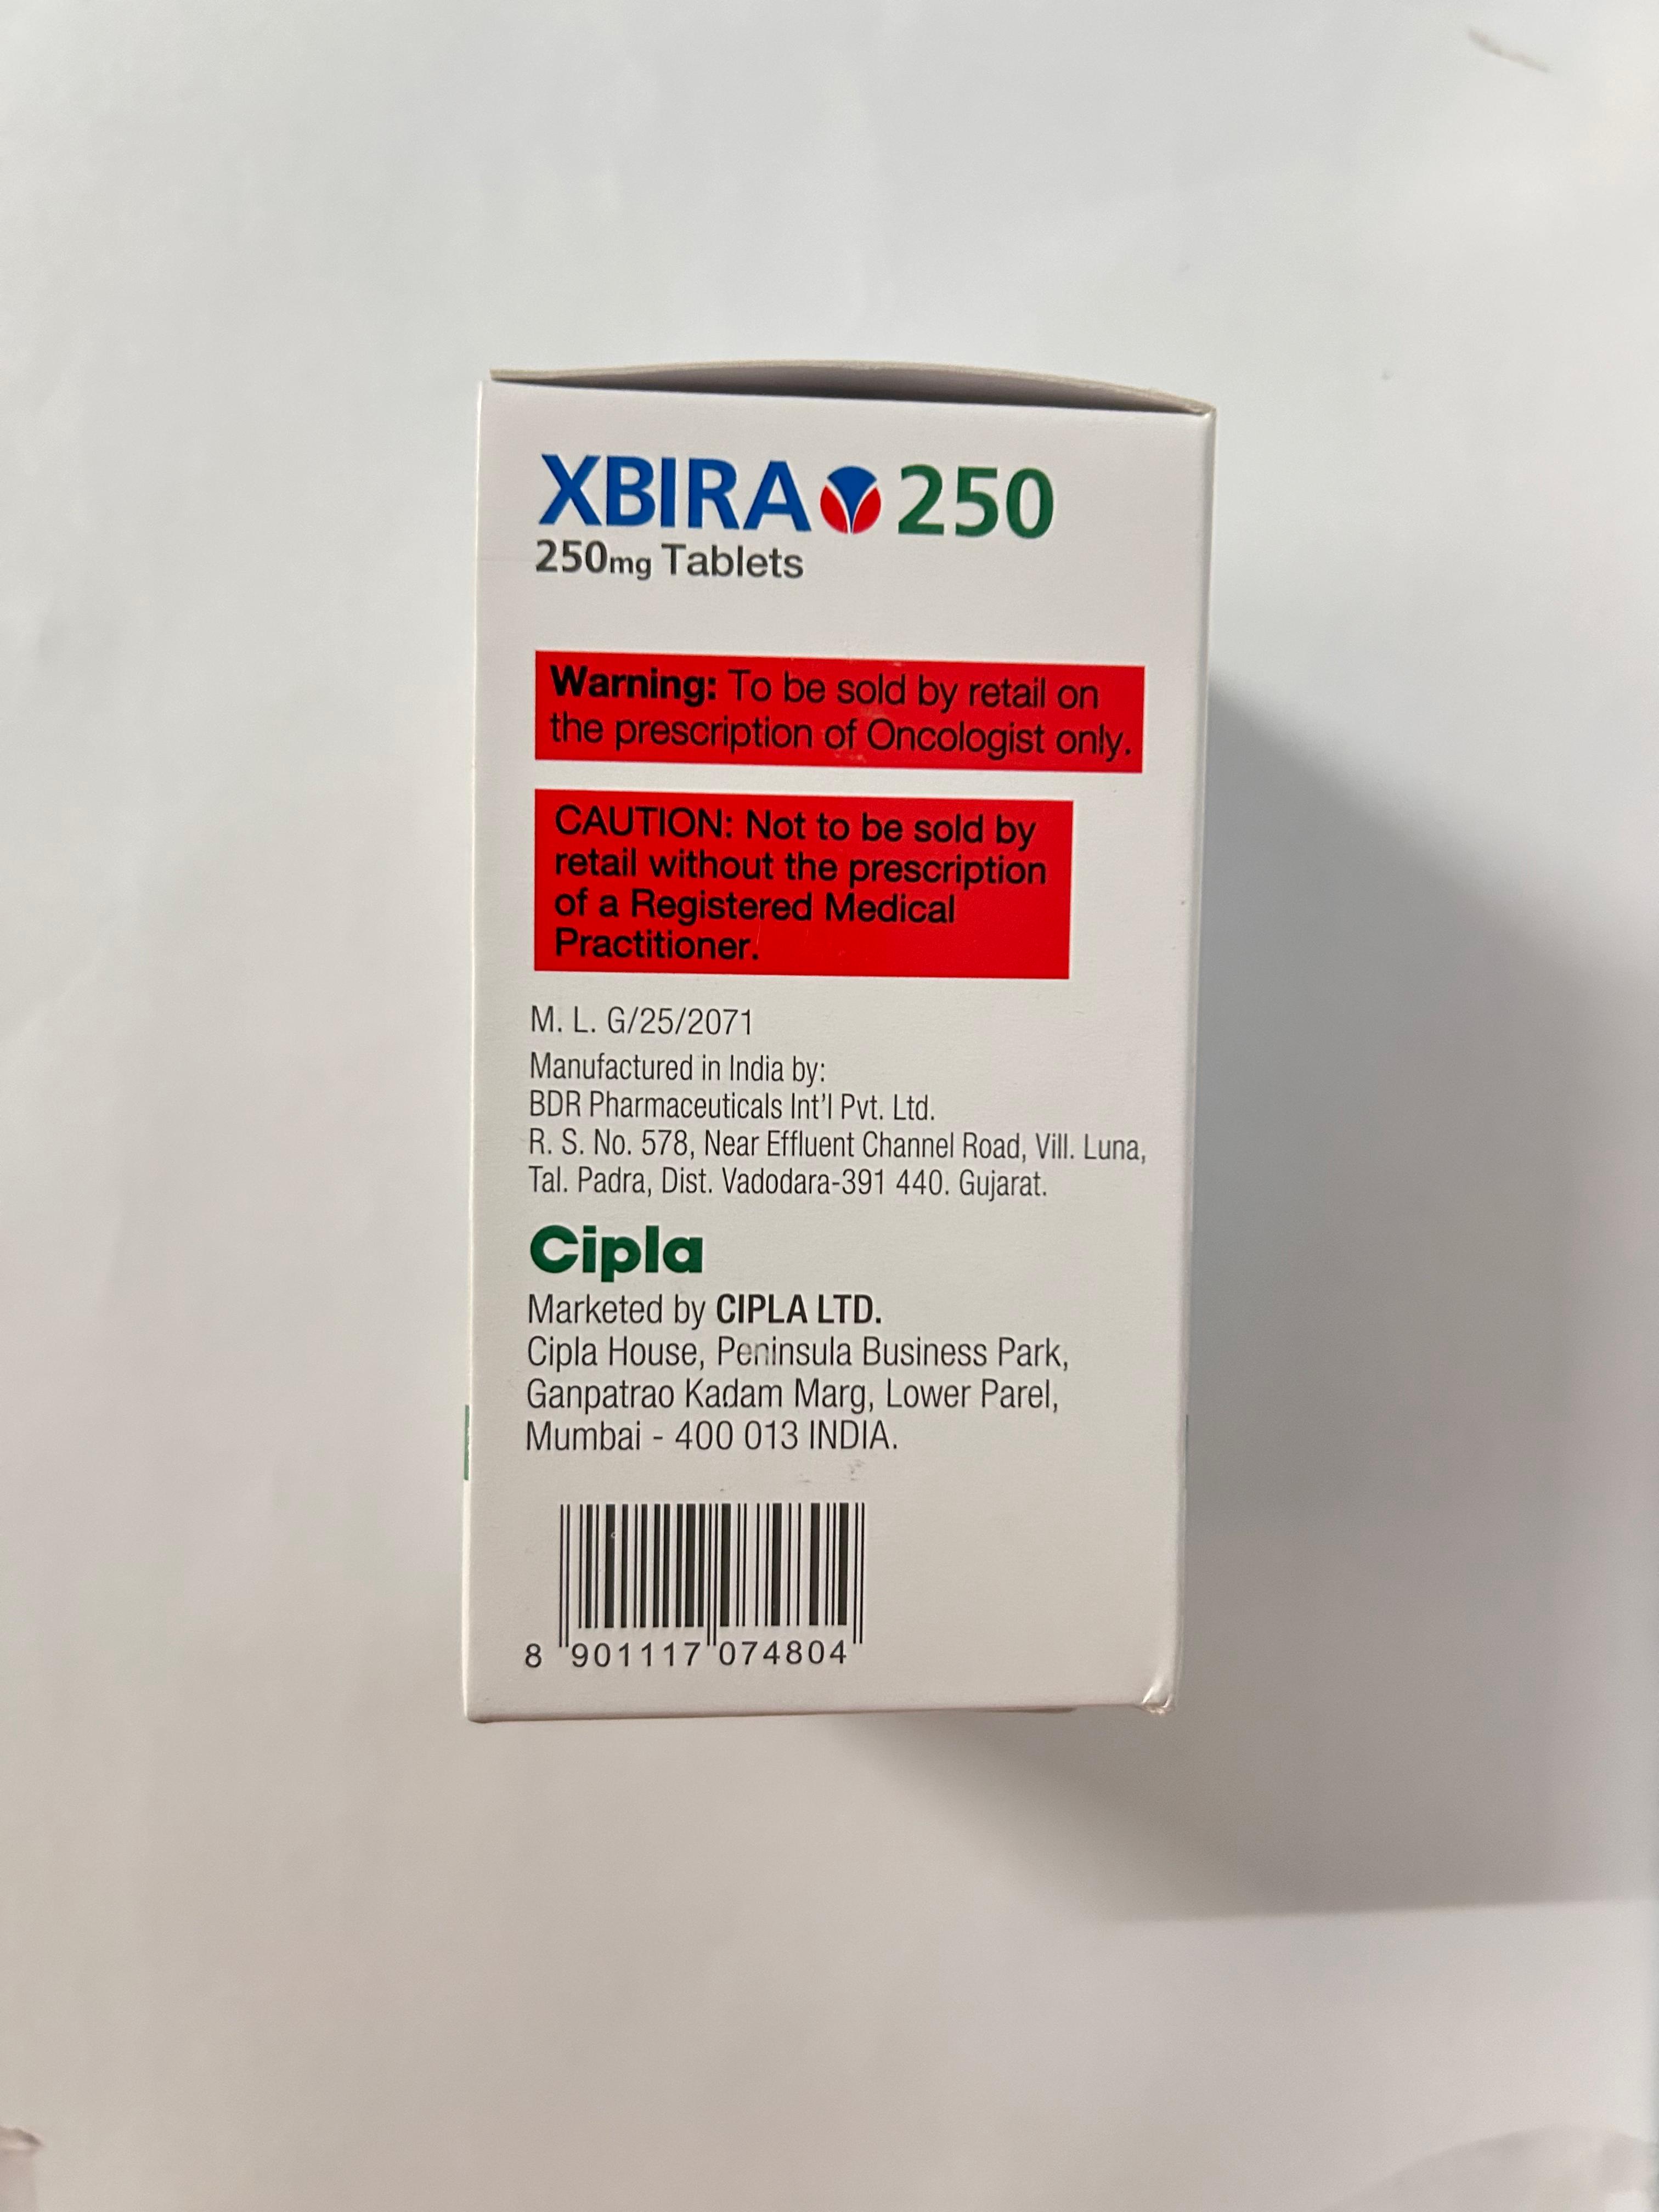 XBIRA 250
250mg Tablets
Warning: To be sold by retail on
the prescription of Oncologist only.
CAUTION: Not to be sold by
retail without the prescription
of a Registered Medical
Practitioner.
M. L. G/25/2071
Manufactured in India by:
BDR Pharmaceuticals Int'l Pvt. Ltd.
R. S. No. 578, Near Effluent Channel Road, Vill. Luna,
Tal. Padra, Dist. Vadodara-391 440. Gujarat.
Cipla
Marketed by CIPLA LTD.
Cipla House, Peninsula Business Park,
Ganpatrao Kadam Marg, Lower Parel,
Mumbai - 400 013 INDIA.
8 901117 074804